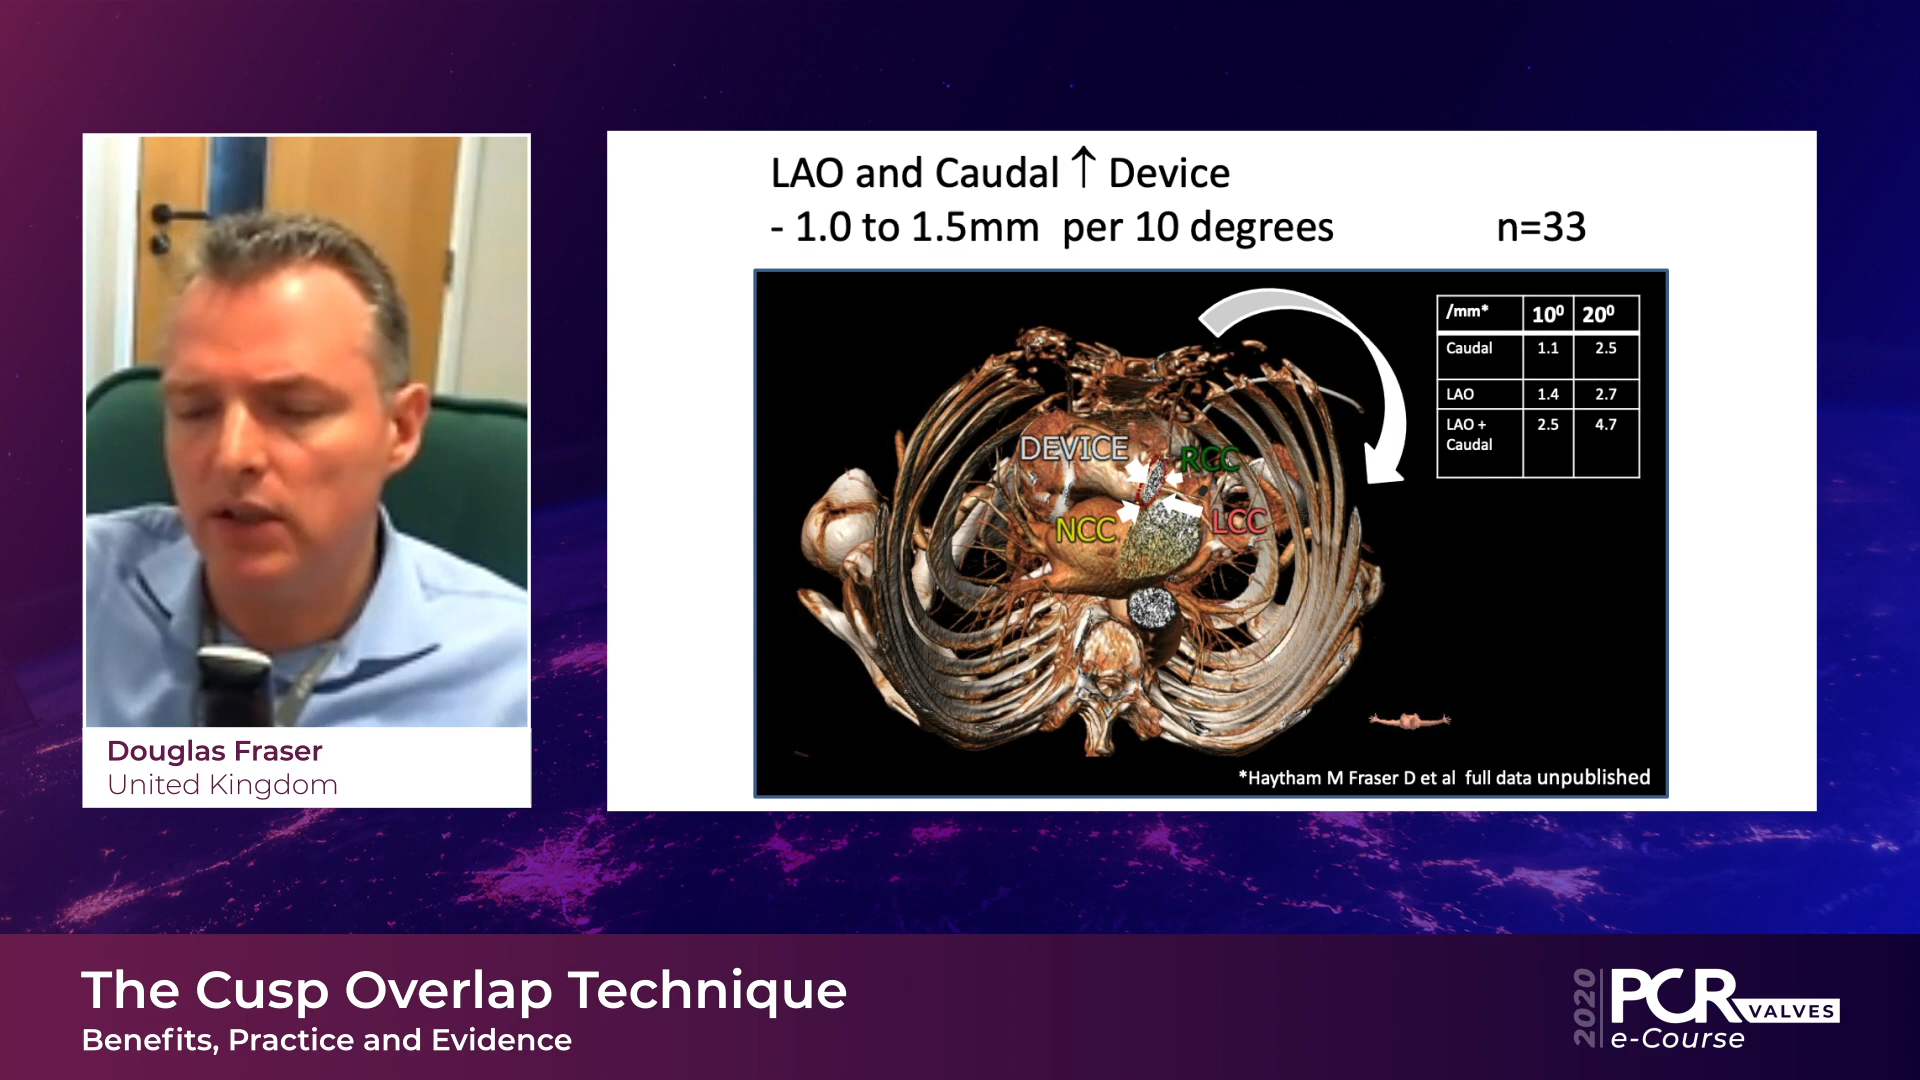 LAO and Caudal ↑ Device
- 1.0 to 1.5mm per 10 degrees n=33
/mm* 10⁰ 20⁰
Caudal 1.1 2.5
LAO 1.4 2.7
LAO + Caudal 2.5 4.7
DEVICE
RCC
NCC
LCC
*Haytham M Fraser D et al full data unpublished
Douglas Fraser
United Kingdom
The Cusp Overlap Technique
Benefits, Practice and Evidence
2020
PCR VALVES
e-Course